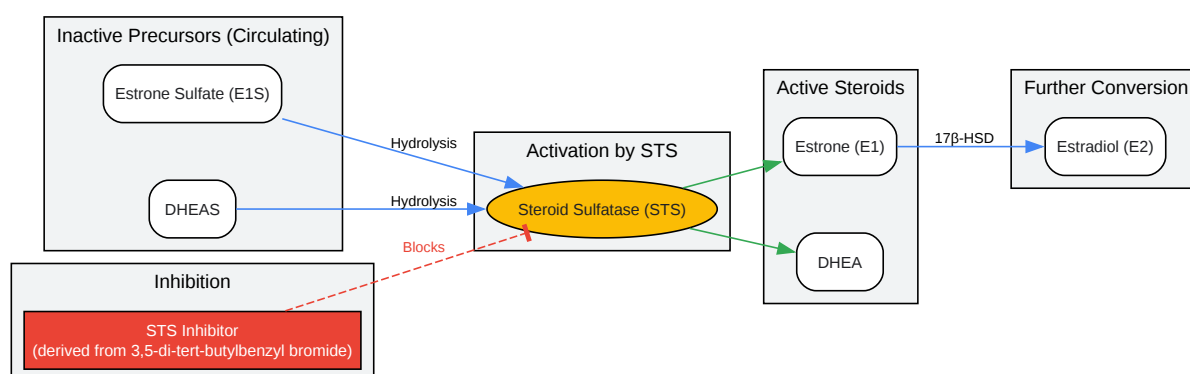 Inactive Precursors (Circulating)
Estrone Sulfate (E1S)
DHEAS
Hydrolysis
Hydrolysis
Activation by STS
Steroid Sulfatase (STS)
Active Steroids
Estrone (E1)
DHEA
17β-HSD
Further Conversion
Estradiol (E2)
Blocks
Inhibition
STS Inhibitor
(derived from 3,5-di-tert-butylbenzyl bromide)